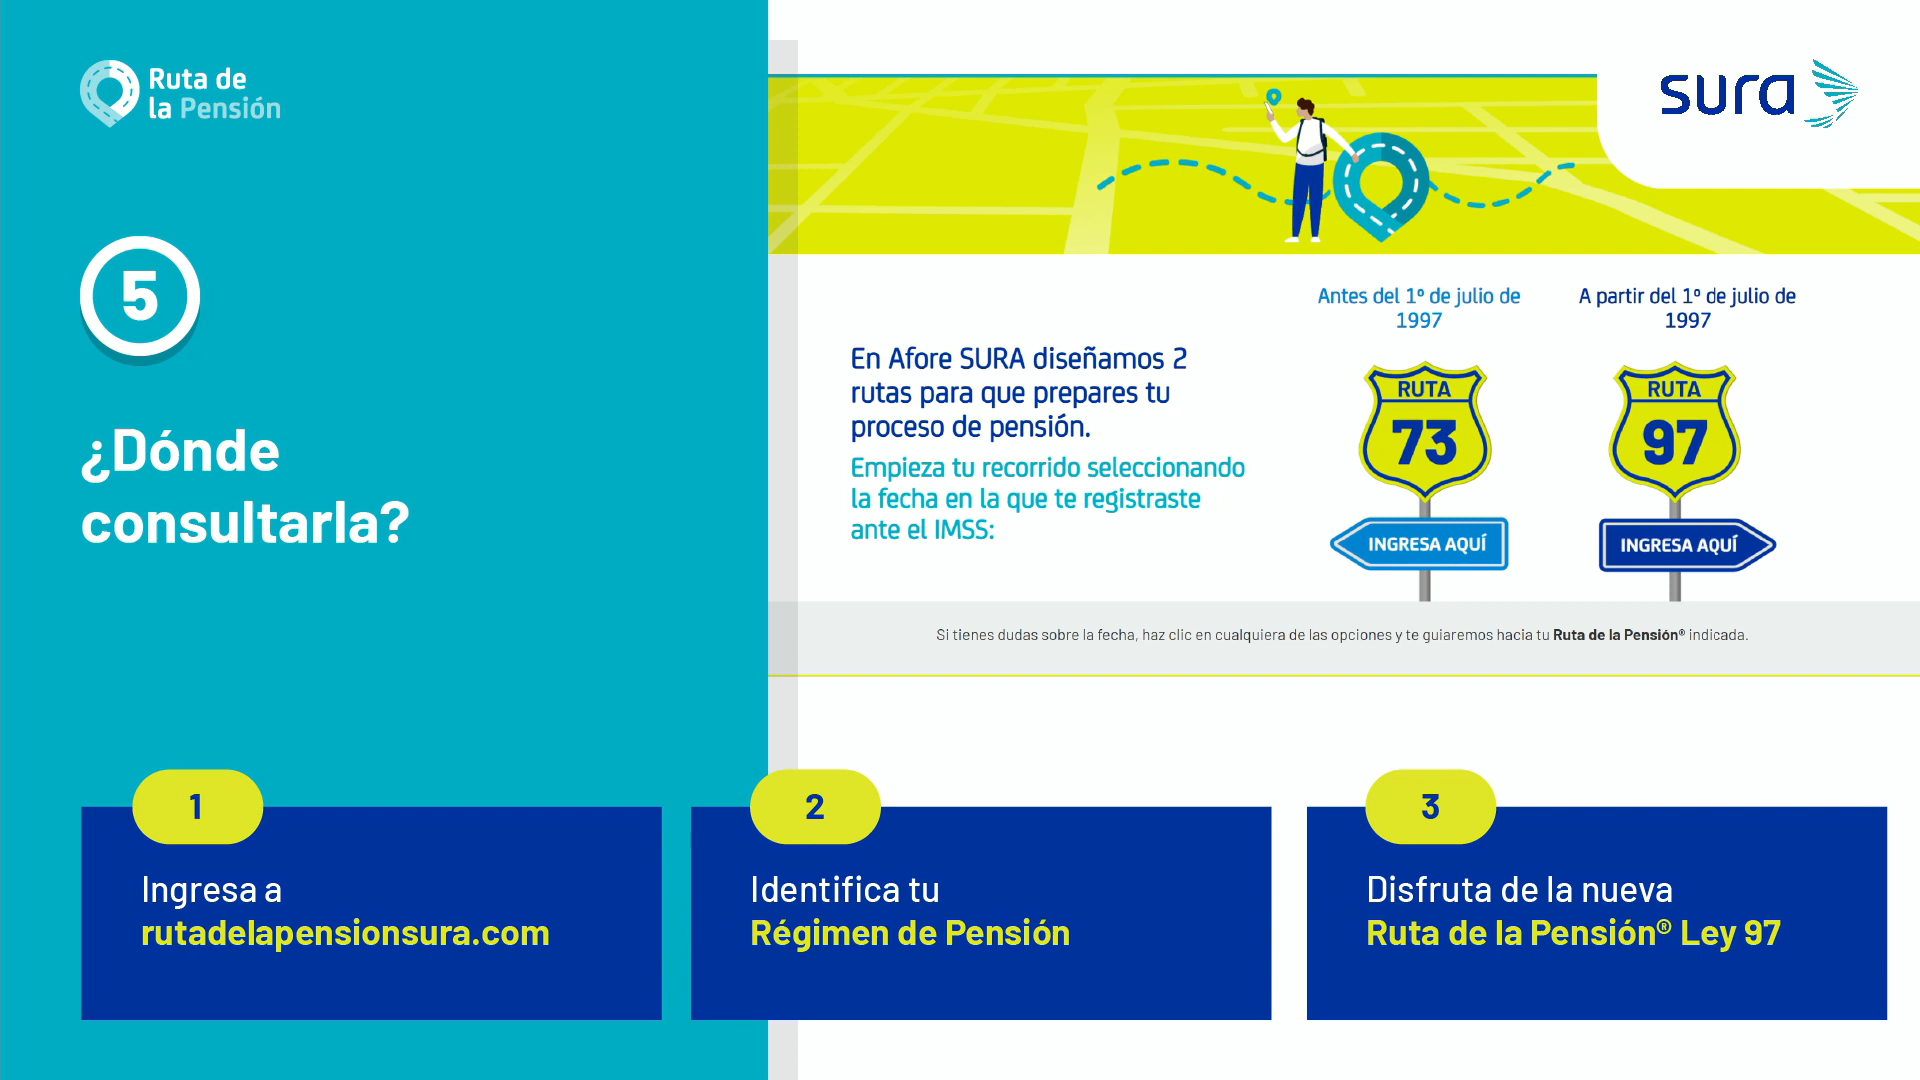 Ruta de
la Pensión
sura
5
¿Dónde
consultarla?
Antes del 1º de julio de
1997
A partir del 1º de julio de
1997
En Afore SURA diseñamos 2
rutas para que prepares tu
proceso de pensión.
Empieza tu recorrido seleccionando
la fecha en la que te registraste
ante el IMSS:
RUTA
73
INGRESA AQUÍ
RUTA
97
INGRESA AQUÍ
Si tienes dudas sobre la fecha, haz clic en cualquiera de las opciones y te guiaremos hacia tu Ruta de la Pensión® indicada.
1
Ingresa a
rutadelapensionsura.com
2
Identifica tu
Régimen de Pensión
3
Disfruta de la nueva
Ruta de la Pensión® Ley 97